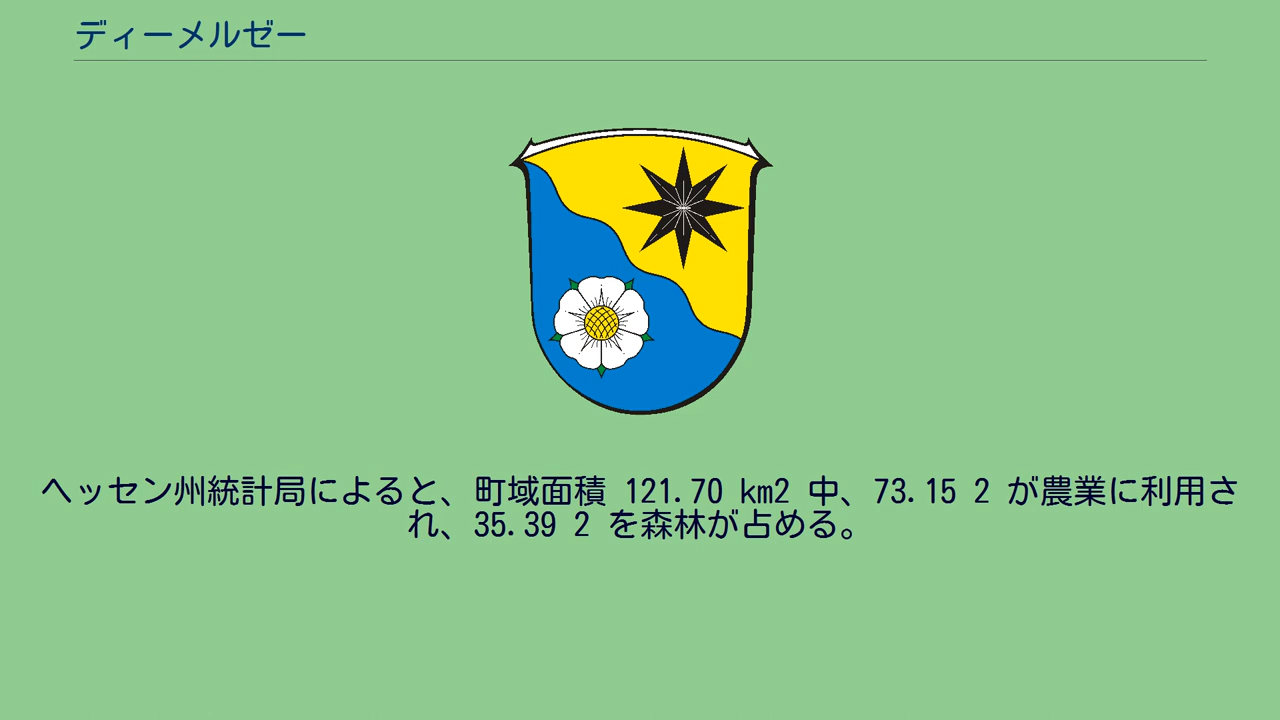 ディーメルゼー
ヘッセン州統計局によると、町域面積 121.70 km2 中、73.15 2 が農業に利用さ
れ、35.39 2 を森林が占める。